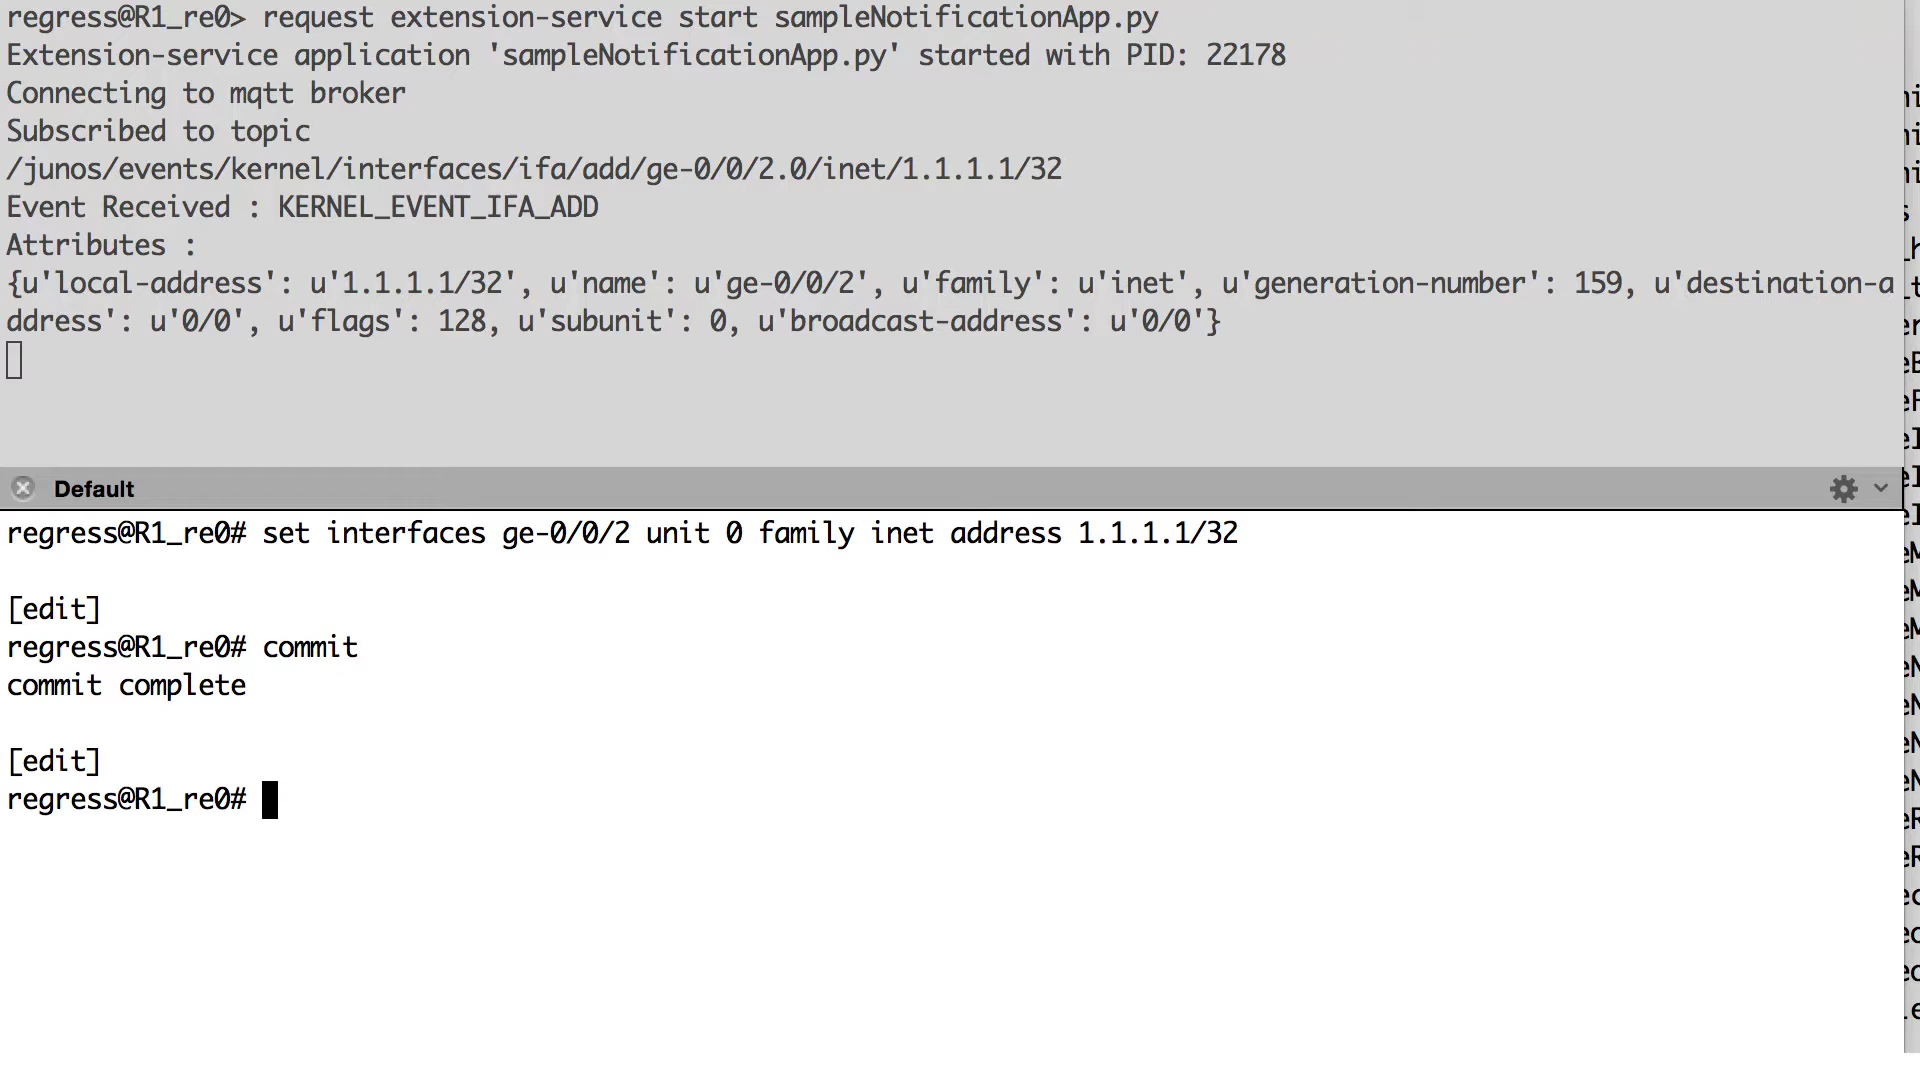 regress@R1_re0> request extension-service start sampleNotificationApp.py
Extension-service application 'sampleNotificationApp.py' started with PID: 22178
Connecting to mqtt broker
Subscribed to topic
/junos/events/kernel/interfaces/ifa/add/ge-0/0/2.0/inet/1.1.1.1/32
Event Received : KERNEL_EVENT_IFA_ADD
Attributes :
{u'local-address': u'1.1.1.1/32', u'name': u'ge-0/0/2', u'family': u'inet', u'generation-number': 159, u'destination-a
ddress': u'0/0', u'flags': 128, u'subunit': 0, u'broadcast-address': u'0/0'}
Default
regress@R1_re0# set interfaces ge-0/0/2 unit 0 family inet address 1.1.1.1/32
[edit]
regress@R1_re0# commit
commit complete
[edit]
regress@R1_re0#